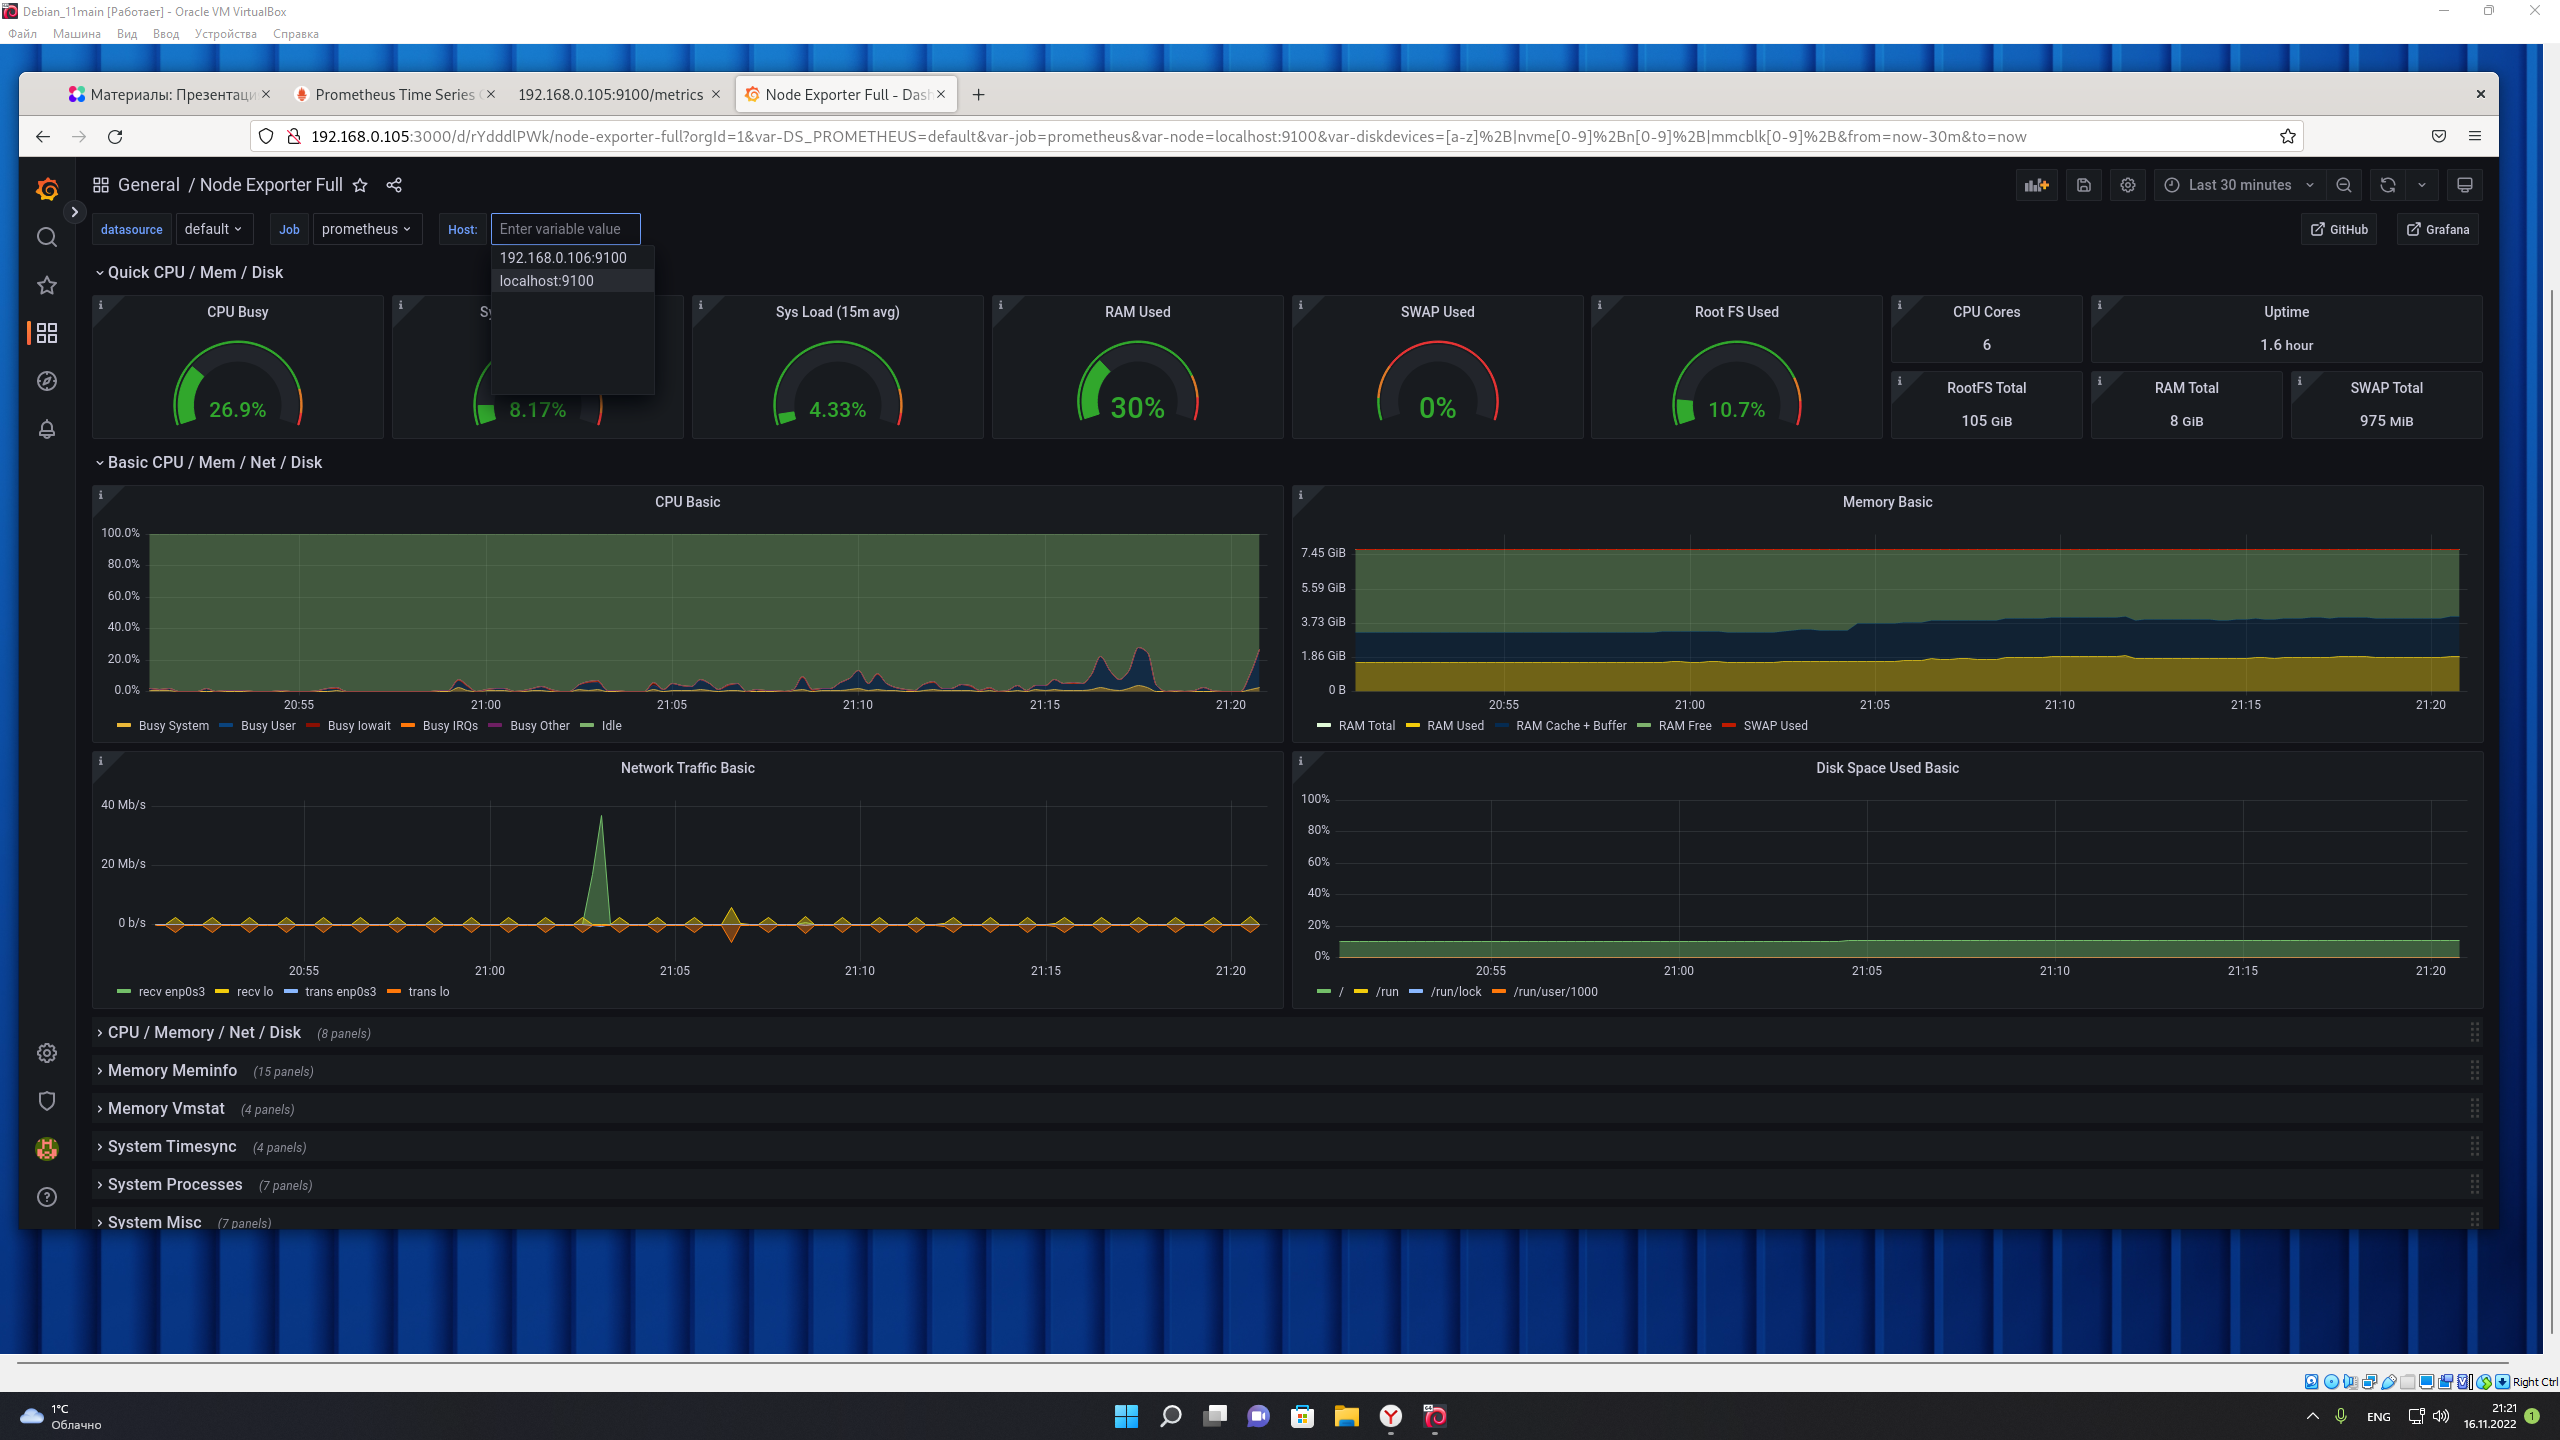 Debian_11main [Работает] - Oracle VM VirtualBox
Файл Машина Вид Ввод Устройства Справка
Материалы: Презентаци
Prometheus Time Series
192.168.0.105:9100/metrics
Node Exporter Full - Dash
192.168.0.105:3000/d/rYdddlPWk/node-exporter-full?orgId=1&var-DS_PROMETHEUS=default&var-job=prometheus&var-node=localhost:9100&var-diskdevices=[a-z]%2B|nvme[0-9]%2Bn[0-9]%2B|mmcblk[0-9]%2B&from=now-30m&to=now
General / Node Exporter Full
Last 30 minutes
datasource default Job prometheus Host: Enter variable value
GitHub Grafana
192.168.0.106:9100
localhost:9100
Quick CPU / Mem / Disk
CPU Busy
26.9%
Sy
8.17%
Sys Load (15m avg)
4.33%
RAM Used
30%
SWAP Used
0%
Root FS Used
10.7%
CPU Cores
6
Uptime
1.6 hour
RootFS Total
105 GiB
RAM Total
8 GiB
SWAP Total
975 MiB
Basic CPU / Mem / Net / Disk
CPU Basic
100.0%
80.0%
60.0%
40.0%
20.0%
0.0%
20:55 21:00 21:05 21:10 21:15 21:20
Busy System Busy User Busy Iowait Busy IRQs Busy Other Idle
Memory Basic
7.45 GiB
5.59 GiB
3.73 GiB
1.86 GiB
0 B
20:55 21:00 21:05 21:10 21:15 21:20
RAM Total RAM Used RAM Cache + Buffer RAM Free SWAP Used
Network Traffic Basic
40 Mb/s
20 Mb/s
0 b/s
20:55 21:00 21:05 21:10 21:15 21:20
recv enp0s3 recv lo trans enp0s3 trans lo
Disk Space Used Basic
100%
80%
60%
40%
20%
0%
20:55 21:00 21:05 21:10 21:15 21:20
/ /run /run/lock /run/user/1000
CPU / Memory / Net / Disk (8 panels)
Memory Meminfo (15 panels)
Memory Vmstat (4 panels)
System Timesync (4 panels)
System Processes (7 panels)
System Misc (7 panels)
Right Ctrl
1°C
Облачно
ENG
21:21
16.11.2022
1